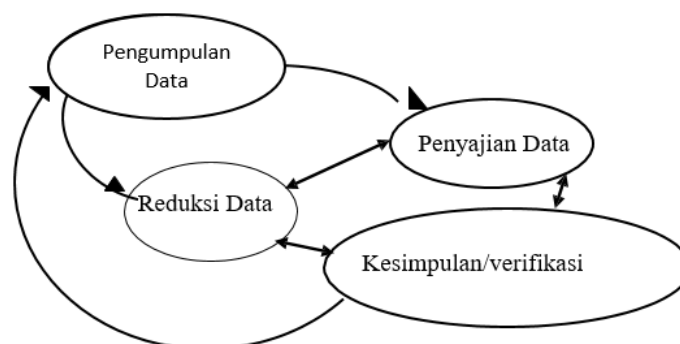 Pengumpulan
Data
Penyajian Data
Reduksi Data
Kesimpulan/verifikasi